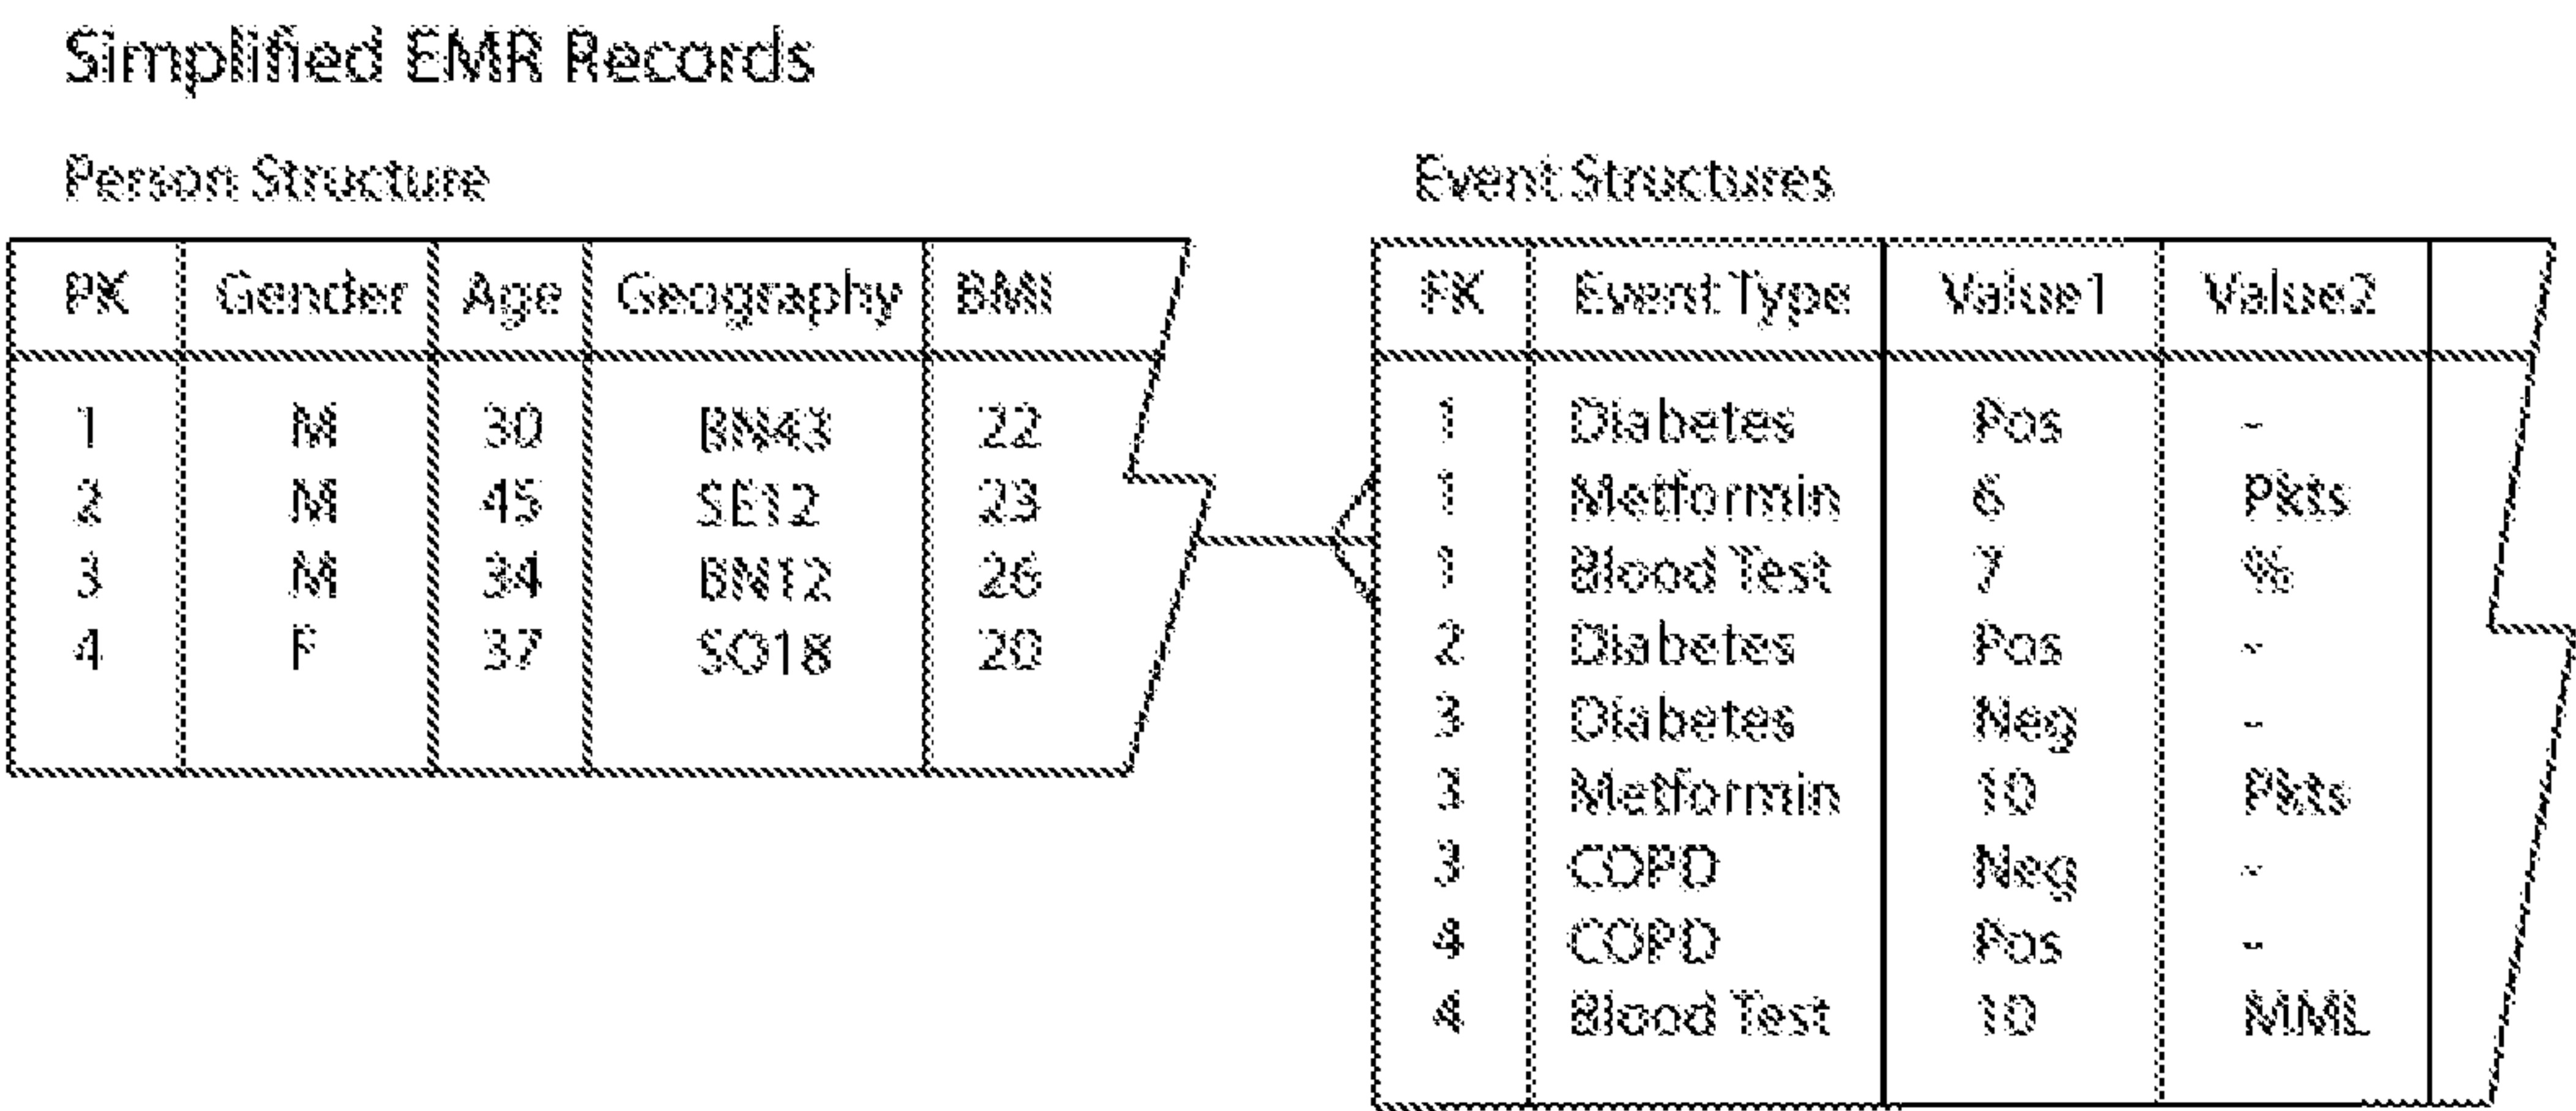 Simplified EMR Records
Person Structure
PK Gender Age Geography BMI
1 M 30 BN43 22
2 M 45 SE12 23
3 M 34 BN12 26
4 F 37 SO18 20
Event Structures
FK Event Type Value1 Value2
1 Diabetes Pos -
1 Metformin 6 Pkts
1 Blood Test 7 %
2 Diabetes Pos -
3 Diabetes Neg -
3 Metformin 10 Pkts
3 COPD Neg -
4 COPD Pos -
4 Blood Test 10 MML